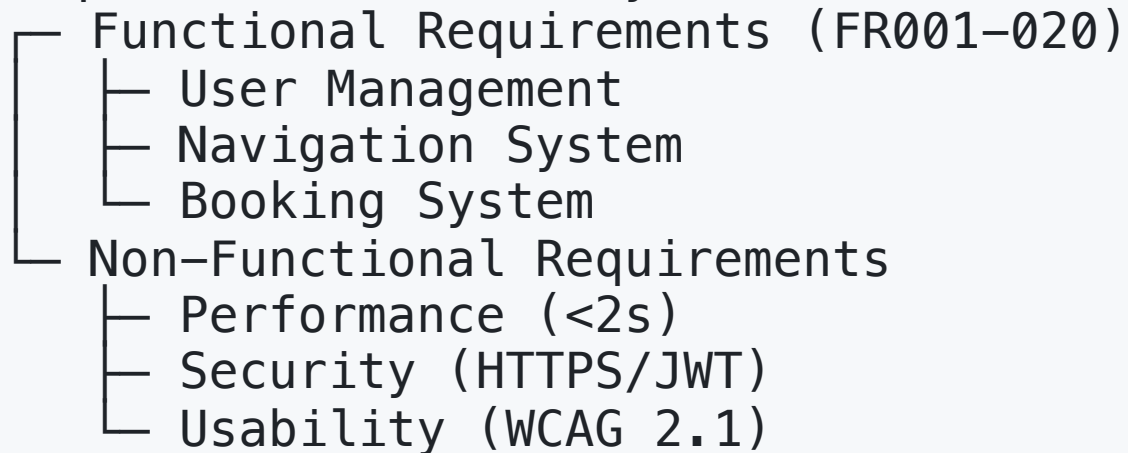 ┌─ Functional Requirements (FR001-020)
│  ├─ User Management
│  ├─ Navigation System
│  └─ Booking System
└─ Non-Functional Requirements
   ├─ Performance (<2s)
   ├─ Security (HTTPS/JWT)
   └─ Usability (WCAG 2.1)